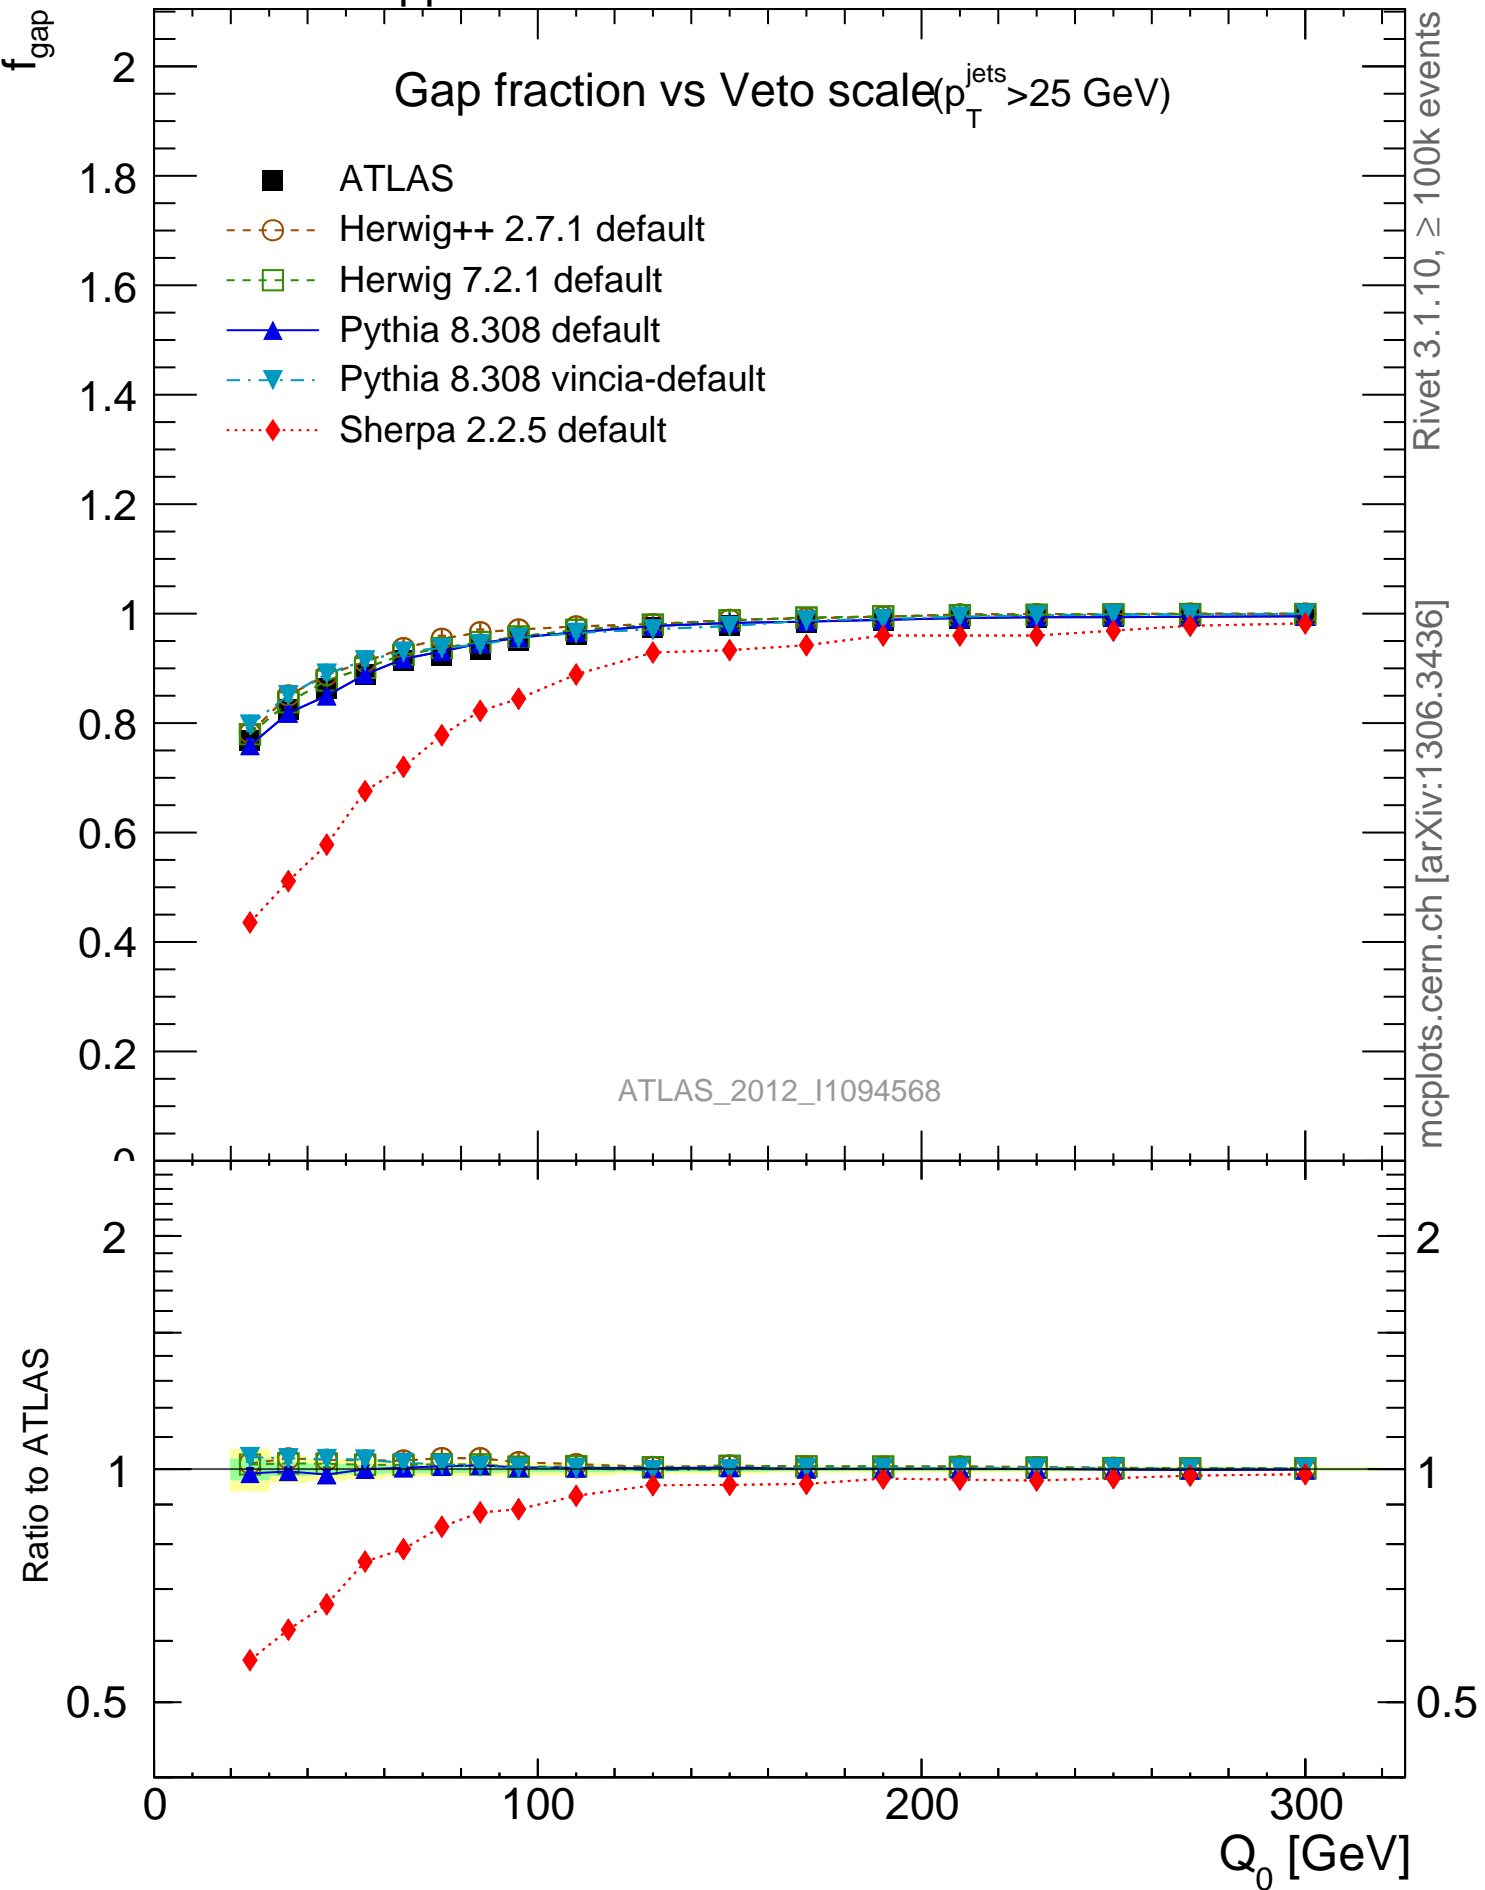 f_gap
Gap fraction vs Veto scale(p_T^jets>25 GeV)
ATLAS
Herwig++ 2.7.1 default
Herwig 7.2.1 default
Pythia 8.308 default
Pythia 8.308 vincia-default
Sherpa 2.2.5 default
2
1.8
1.6
1.4
1.2
1
0.8
0.6
0.4
0.2
0
ATLAS_2012_I1094568
Rivet 3.1.10, ≥ 100k events
mcplots.cern.ch [arXiv:1306.3436]
Ratio to ATLAS
2
1
0.5
2
1
0.5
0
100
200
300
Q_0 [GeV]